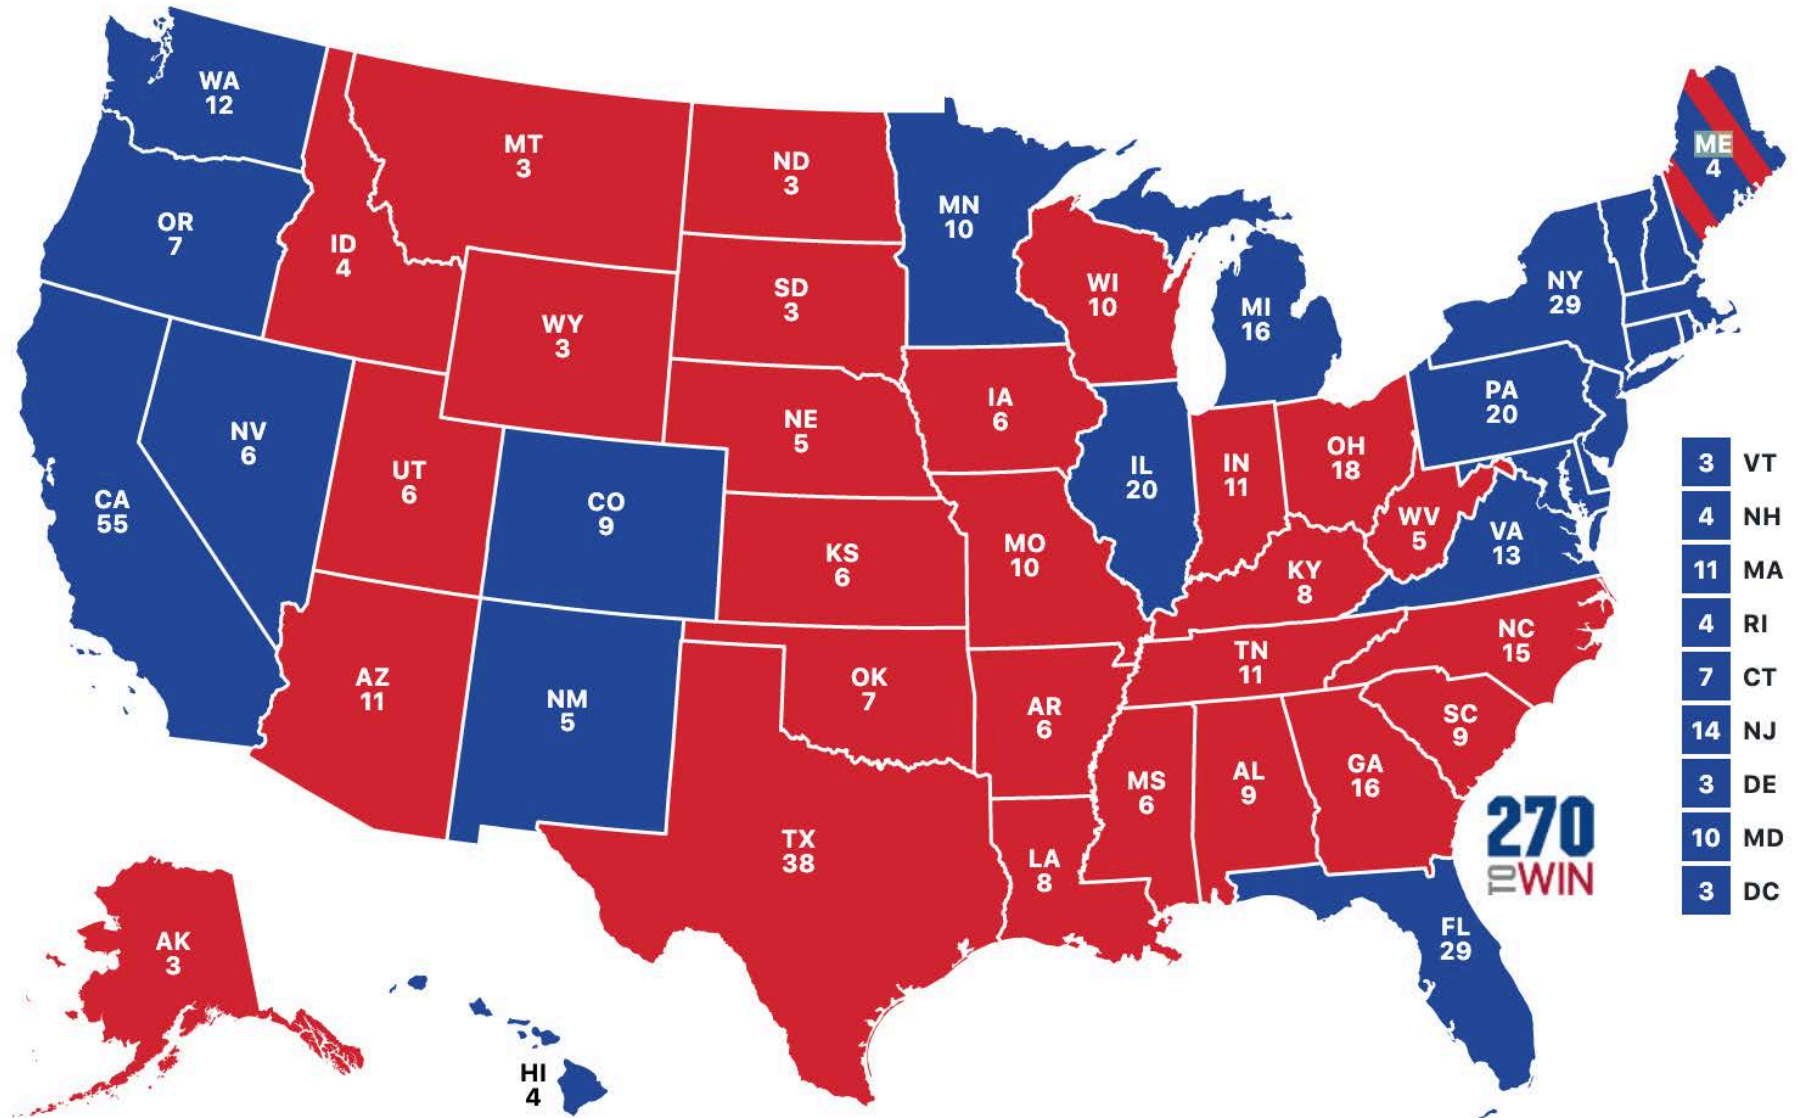 WA
12
OR
7
CA
55
NV
6
ID
4
MT
3
WY
3
UT
6
AZ
11
CO
9
NM
5
ND
3
SD
3
NE
5
KS
6
OK
7
TX
38
MN
10
IA
6
MO
10
AR
6
LA
8
WI
10
IL
20
MI
16
IN
11
OH
18
KY
8
TN
11
MS
6
AL
9
GA
16
FL
29
SC
9
NC
15
VA
13
WV
5
PA
20
NY
29
ME
4
AK
3
HI
4
3 VT
4 NH
11 MA
4 RI
7 CT
14 NJ
3 DE
10 MD
3 DC
270
TO WIN